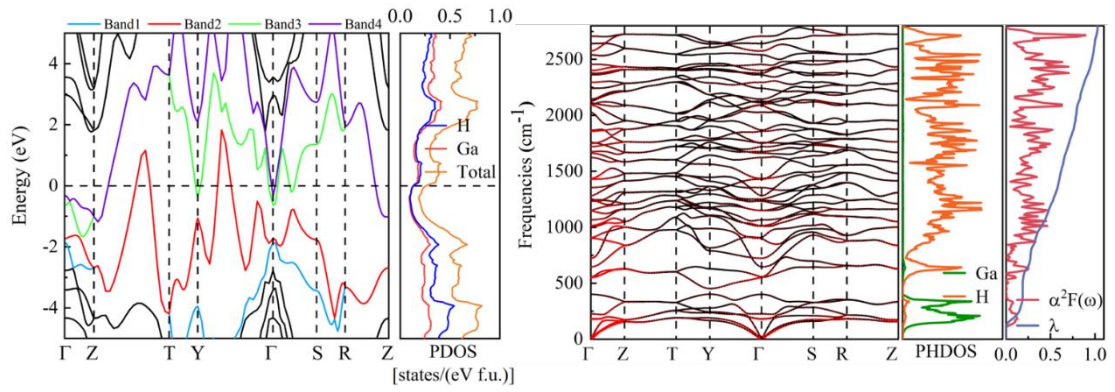 Band1 Band2 Band3 Band4
0.0 0.5 1.0
Energy (eV)
4
2
0
-2
-4
H
Ga
Total
Γ Z T Y Γ S R Z
PDOS
[states/(eV f.u.)]
Frequencies (cm⁻¹)
2500
2000
1500
1000
500
0
Γ Z T Y Γ S R Z
Ga
H
PHDOS
α²F(ω)
λ
0.0 0.5 1.0